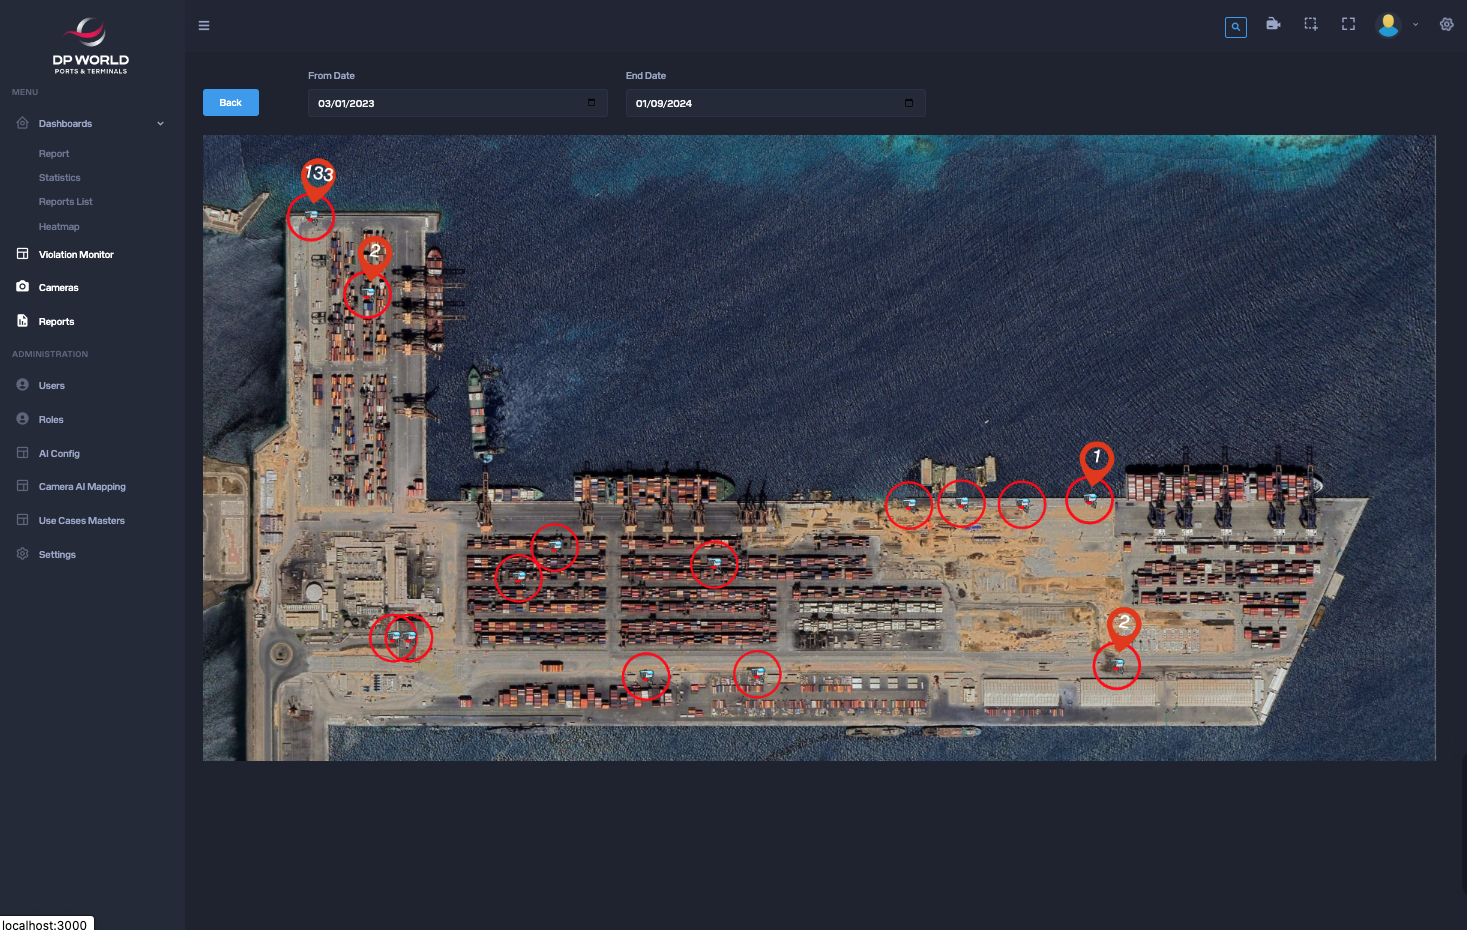 DP WORLD
PORTS & TERMINALS
MENU
Dashboards
Report
Statistics
Reports List
Heatmap
Violation Monitor
Cameras
Reports
ADMINISTRATION
Users
Roles
AI Config
Camera AI Mapping
Use Cases Masters
Settings
Back
From Date
03/01/2023
End Date
01/09/2024
133
2
1
2
localhost:3000